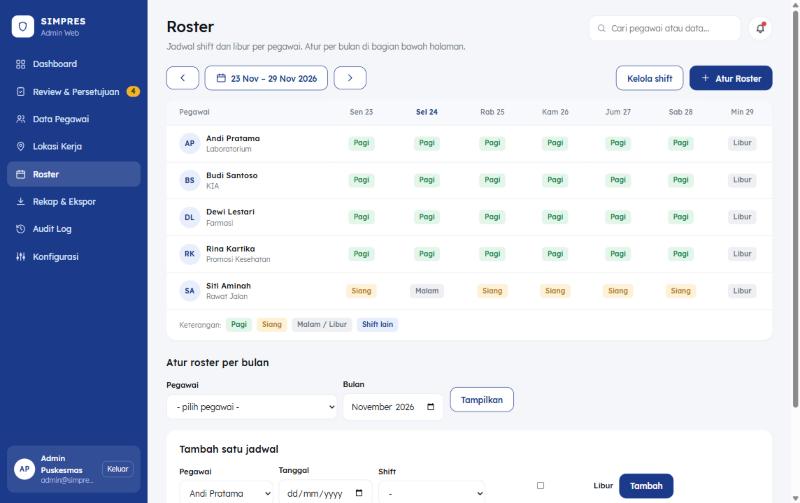 SIMPRES
Admin Web
Dashboard
Review & Persetujuan 4
Data Pegawai
Lokasi Kerja
Roster
Rekap & Ekspor
Audit Log
Konfigurasi
AP
Admin
Puskesmas
admin@simpre...
Keluar
Roster
Jadwal shift dan libur per pegawai. Atur per bulan di bagian bawah halaman.
Cari pegawai atau data...
23 Nov – 29 Nov 2026
Kelola shift
+ Atur Roster
Pegawai Sen 23 Sel 24 Rab 25 Kam 26 Jum 27 Sab 28 Min 29
AP Andi Pratama Pagi Pagi Pagi Pagi Pagi Pagi Libur
Laboratorium
BS Budi Santoso Pagi Pagi Pagi Pagi Pagi Pagi Libur
KIA
DL Dewi Lestari Pagi Pagi Pagi Pagi Pagi Pagi Libur
Farmasi
RK Rina Kartika Pagi Pagi Pagi Pagi Pagi Pagi Libur
Promosi Kesehatan
SA Siti Aminah Siang Malam Siang Siang Siang Siang Libur
Rawat Jalan
Keterangan: Pagi Siang Malam / Libur Shift lain
Atur roster per bulan
Pegawai Bulan
- pilih pegawai - November 2026 Tampilkan
Tambah satu jadwal
Pegawai Tanggal Shift
Andi Pratama dd/mm/yyyy - Libur Tambah